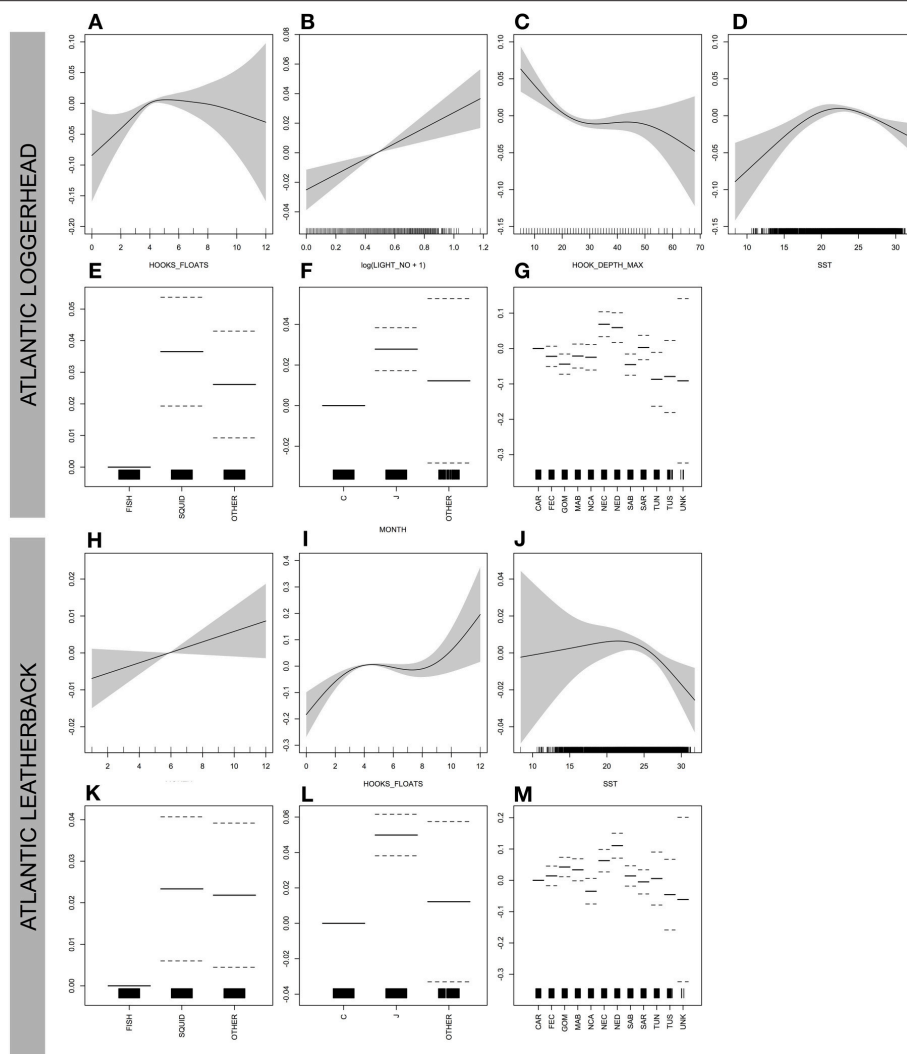 A
B
C
D
ATLANTIC LOGGERHEAD
0.10
0.05
0.00
-0.05
-0.10
-0.15
-0.20
0 2 4 6 8 10 12
HOOKS_FLOATS
0.08
0.06
0.04
0.02
0.00
-0.02
-0.04
0.0 0.2 0.4 0.6 0.8 1.0 1.2
log(LIGHT_NO + 1)
0.10
0.05
0.00
-0.05
-0.10
-0.15
10 20 30 40 50 60 70
HOOK_DEPTH_MAX
0.10
0.05
0.00
-0.05
-0.10
-0.15
10 15 20 25 30
SST
E
F
G
0.05
0.04
0.03
0.02
0.01
0.00
FISH SQUID OTHER
0.04
0.02
0.00
-0.02
C J OTHER
MONTH
0.1
0.0
-0.1
-0.2
-0.3
CAR FEC GOM MAB NCA NEC NED SAB SAR TUN TUS UNK
ATLANTIC LEATHERBACK
H
I
J
0.02
0.01
0.00
-0.01
-0.02
2 4 6 8 10 12
0.4
0.3
0.2
0.1
0.0
-0.1
-0.2
-0.3
0 2 4 6 8 10 12
HOOKS_FLOATS
0.04
0.02
0.00
-0.02
-0.04
10 15 20 25 30
SST
K
L
M
0.04
0.03
0.02
0.01
0.00
FISH SQUID OTHER
0.06
0.04
0.02
0.00
-0.02
-0.04
C J OTHER
0.2
0.1
0.0
-0.1
-0.2
-0.3
CAR FEC GOM MAB NCA NEC NED SAB SAR TUN TUS UNK